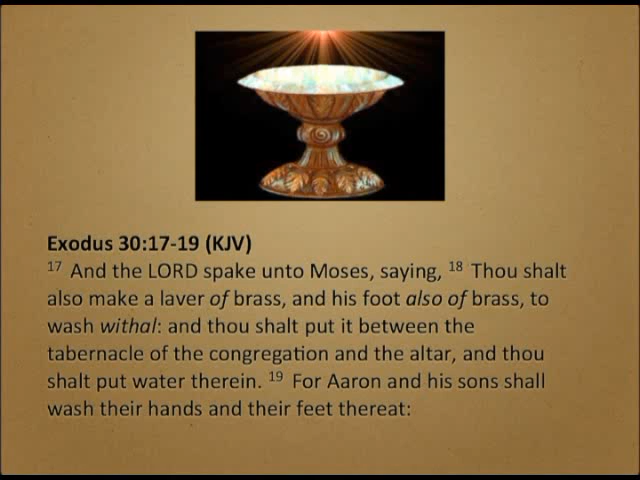 Exodus 30:17-19 (KJV)
17 And the LORD spake unto Moses, saying, 18 Thou shalt
also make a laver of brass, and his foot also of brass, to
wash withal: and thou shalt put it between the
tabernacle of the congregation and the altar, and thou
shalt put water therein. 19 For Aaron and his sons shall
wash their hands and their feet thereat: